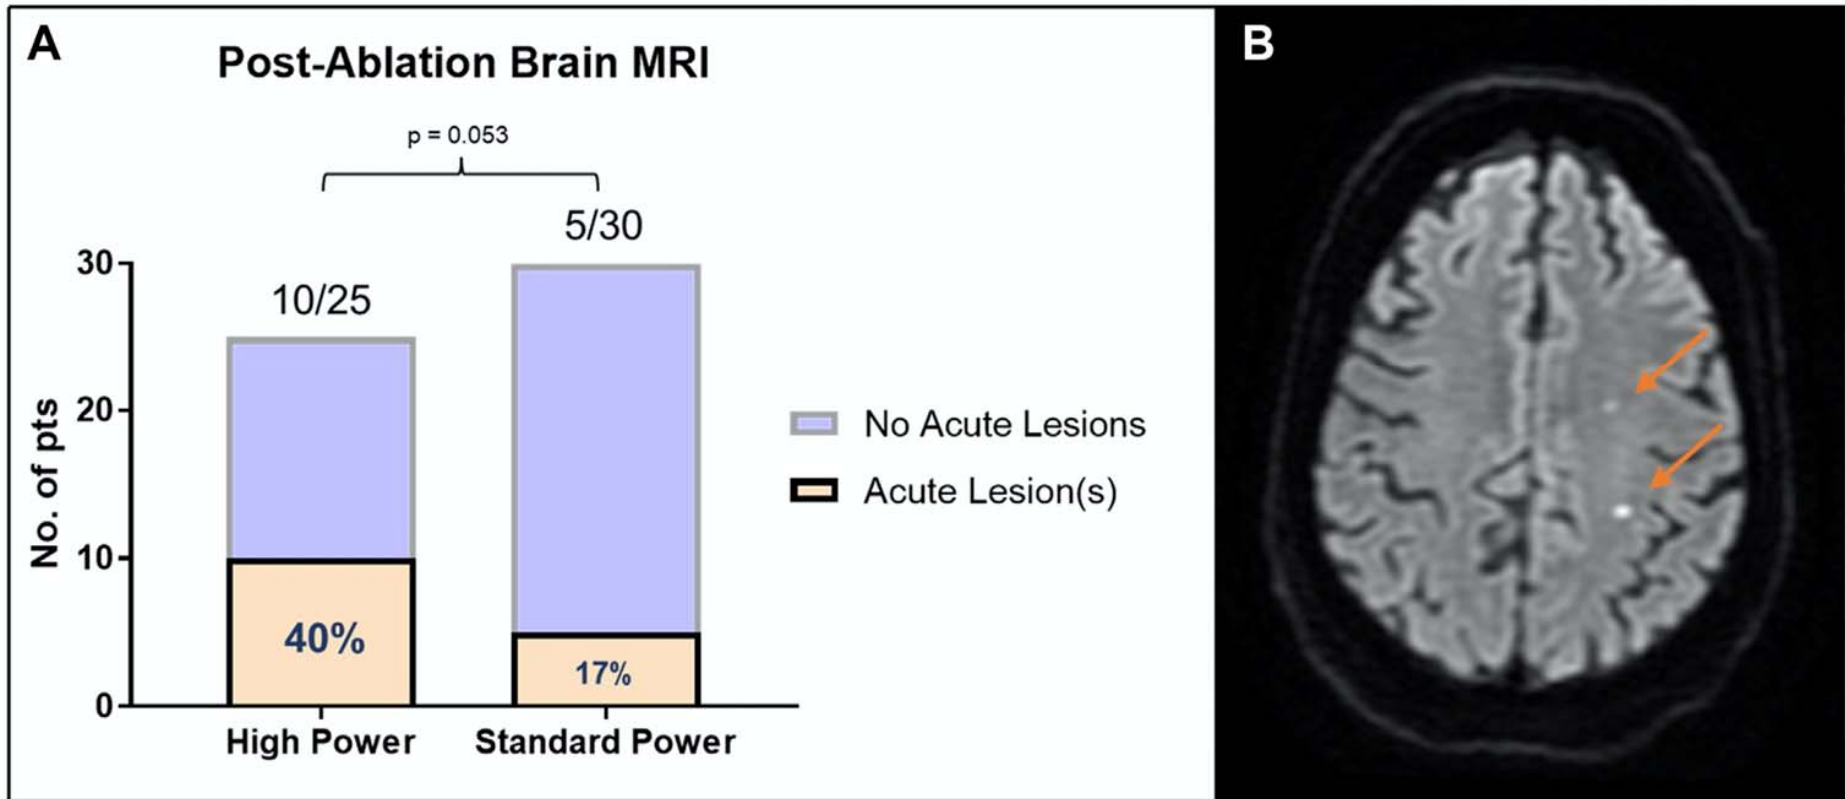 A
Post-Ablation Brain MRI
p = 0.053
5/30
10/25
30
20
10
0
No. of pts
40%
17%
High Power
Standard Power
No Acute Lesions
Acute Lesion(s)
B